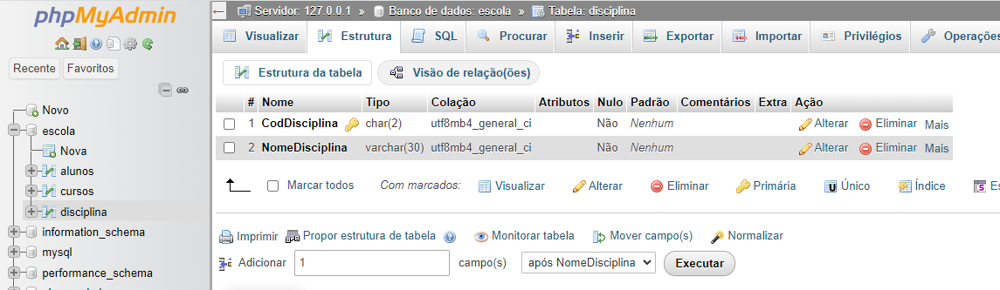 phpMyAdmin
Recente Favoritos
Novo
escola
Nova
alunos
cursos
disciplina
information_schema
mysql
performance_schema
← Servidor: 127.0.0.1 » Banco de dados: escola » Tabela: disciplina
Visualizar Estrutura SQL Procurar Inserir Exportar Importar Privilégios Operações
Estrutura da tabela Visão de relação(ões)
# Nome Tipo Colação Atributos Nulo Padrão Comentários Extra Ação
1 CodDisciplina char(2) utf8mb4_general_ci Não Nenhum Alterar Eliminar Mais
2 NomeDisciplina varchar(30) utf8mb4_general_ci Não Nenhum Alterar Eliminar Mais
Marcar todos Com marcados: Visualizar Alterar Eliminar Primária Único Índice Es
Imprimir Propor estrutura de tabela Monitorar tabela Mover campo(s) Normalizar
Adicionar 1 campo(s) após NomeDisciplina Executar